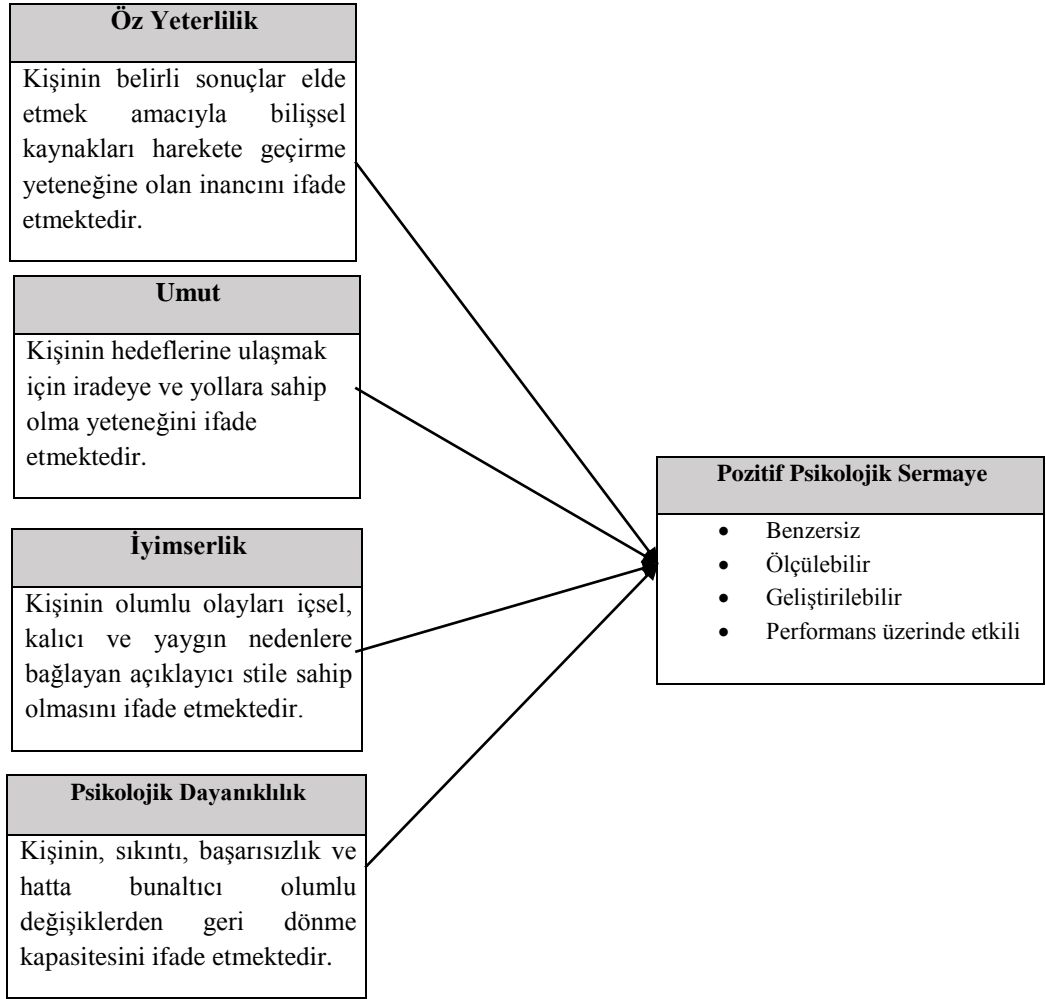 Öz Yeterlilik
Kişinin belirli sonuçlar elde
etmek amacıyla bilişsel
kaynakları harekete geçirme
yeteneğine olan inancını ifade
etmektedir.
Umut
Kişinin hedeflerine ulaşmak
için iradeye ve yollara sahip
olma yeteneğini ifade
etmektedir.
İyimserlik
Kişinin olumlu olayları içsel,
kalıcı ve yaygın nedenlere
bağlayan açıklayıcı stile sahip
olmasını ifade etmektedir.
Psikolojik Dayanıklılık
Kişinin, sıkıntı, başarısızlık ve
hatta bunaltıcı olumlu
değişiklerden geri dönme
kapasitesini ifade etmektedir.
Pozitif Psikolojik Sermaye
• Benzersiz
• Ölçülebilir
• Geliştirilebilir
• Performans üzerinde etkili